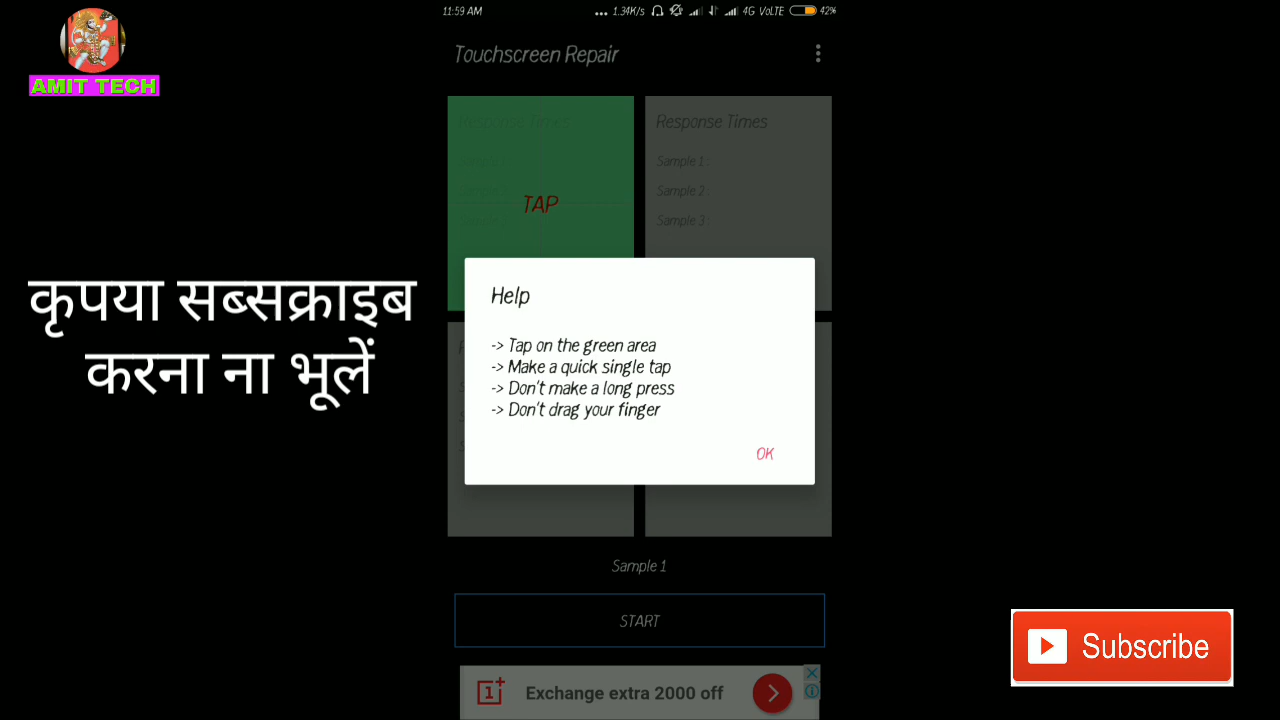 AMIT TECH
11:59 AM ... 1.34K/s 4G VoLTE 42%
Touchscreen Repair
Response Times
TAP
Response Times
Sample 1 :
Sample 2 :
Sample 3 :
कृपया सब्सक्राइब
करना ना भूलें
Help
-> Tap on the green area
-> Make a quick single tap
-> Don't make a long press
-> Don't drag your finger
OK
Sample 1
START
Exchange extra 2000 off
Subscribe